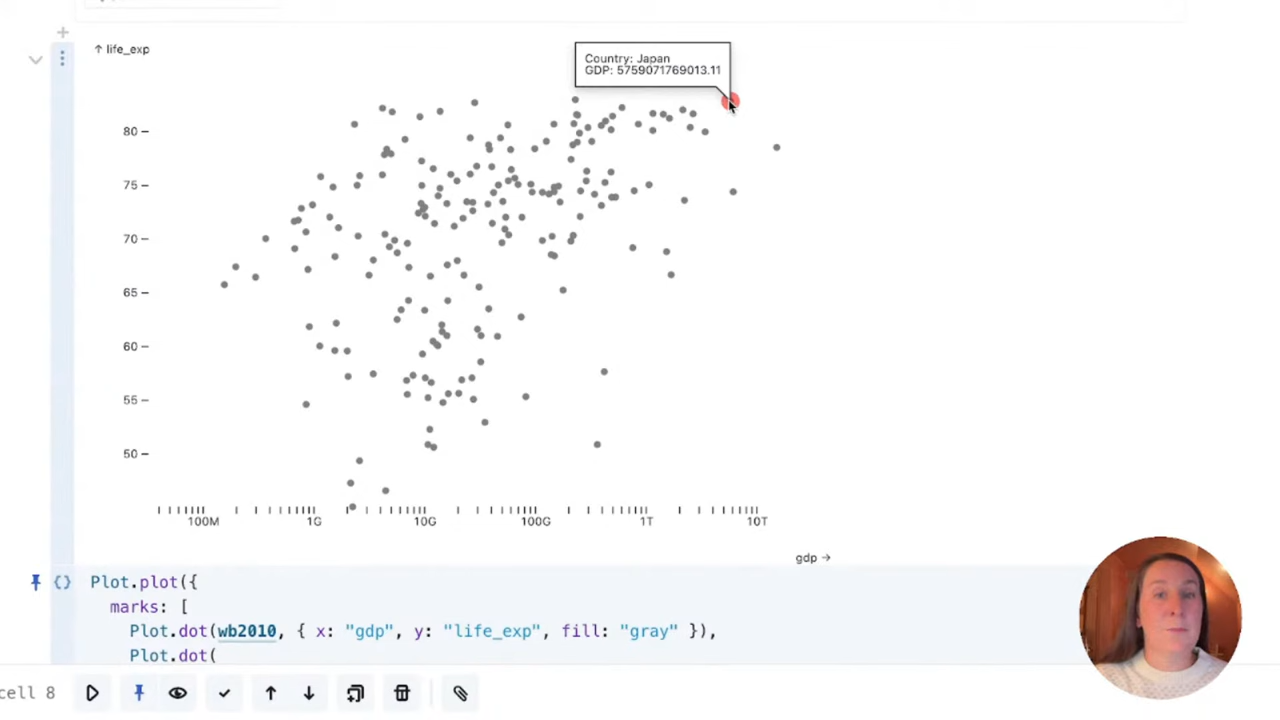 ↑ life_exp
Country: Japan
GDP: 5759071769013.11
80
75
70
65
60
55
50
100M 1G 10G 100G 1T 10T
gdp →
Plot.plot({
marks: [
Plot.dot(wb2010, { x: "gdp", y: "life_exp", fill: "gray" }),
Plot.dot(
cell 8